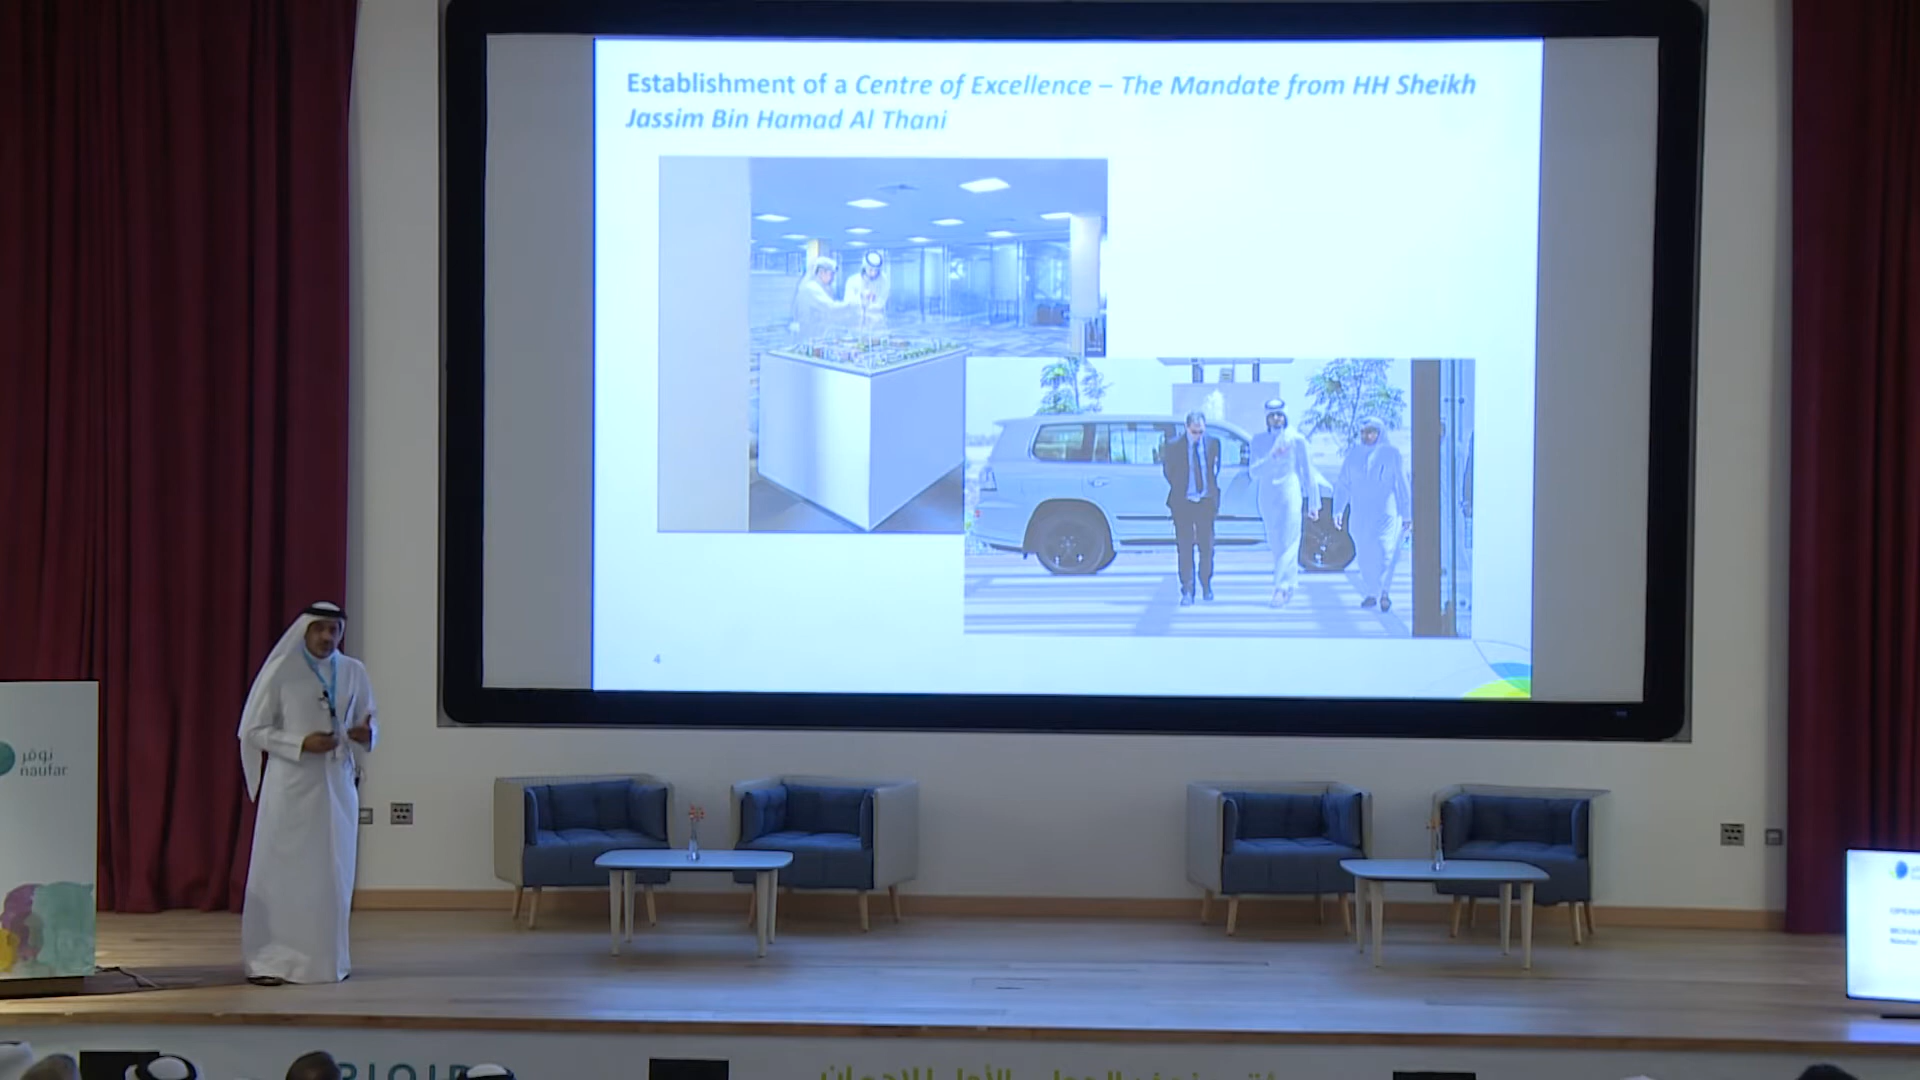 Establishment of a Centre of Excellence – The Mandate from HH Sheikh
Jassim Bin Hamad Al Thani
4
نوفر
naufar